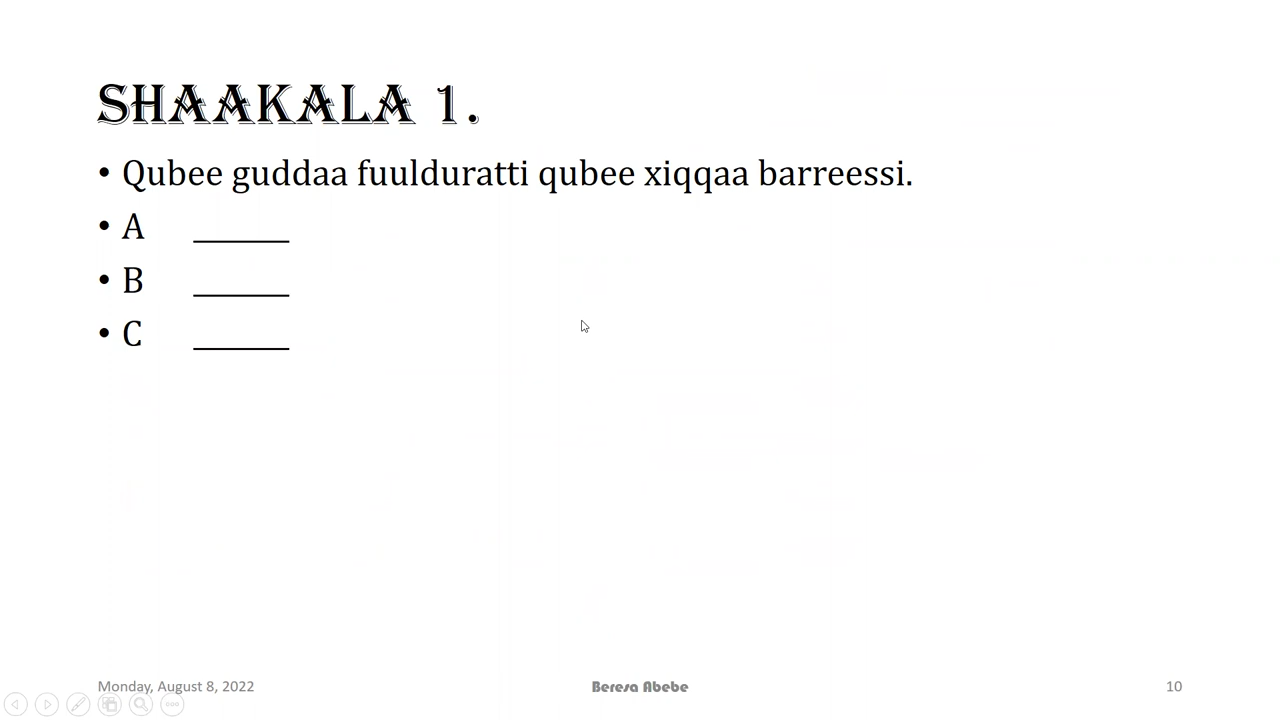 SHAAKALA 1.
• Qubee guddaa fuulduratti qubee xiqqaa barreessi.
• A ______
• B ______
• C ______
Monday, August 8, 2022 Beresa Abebe 10